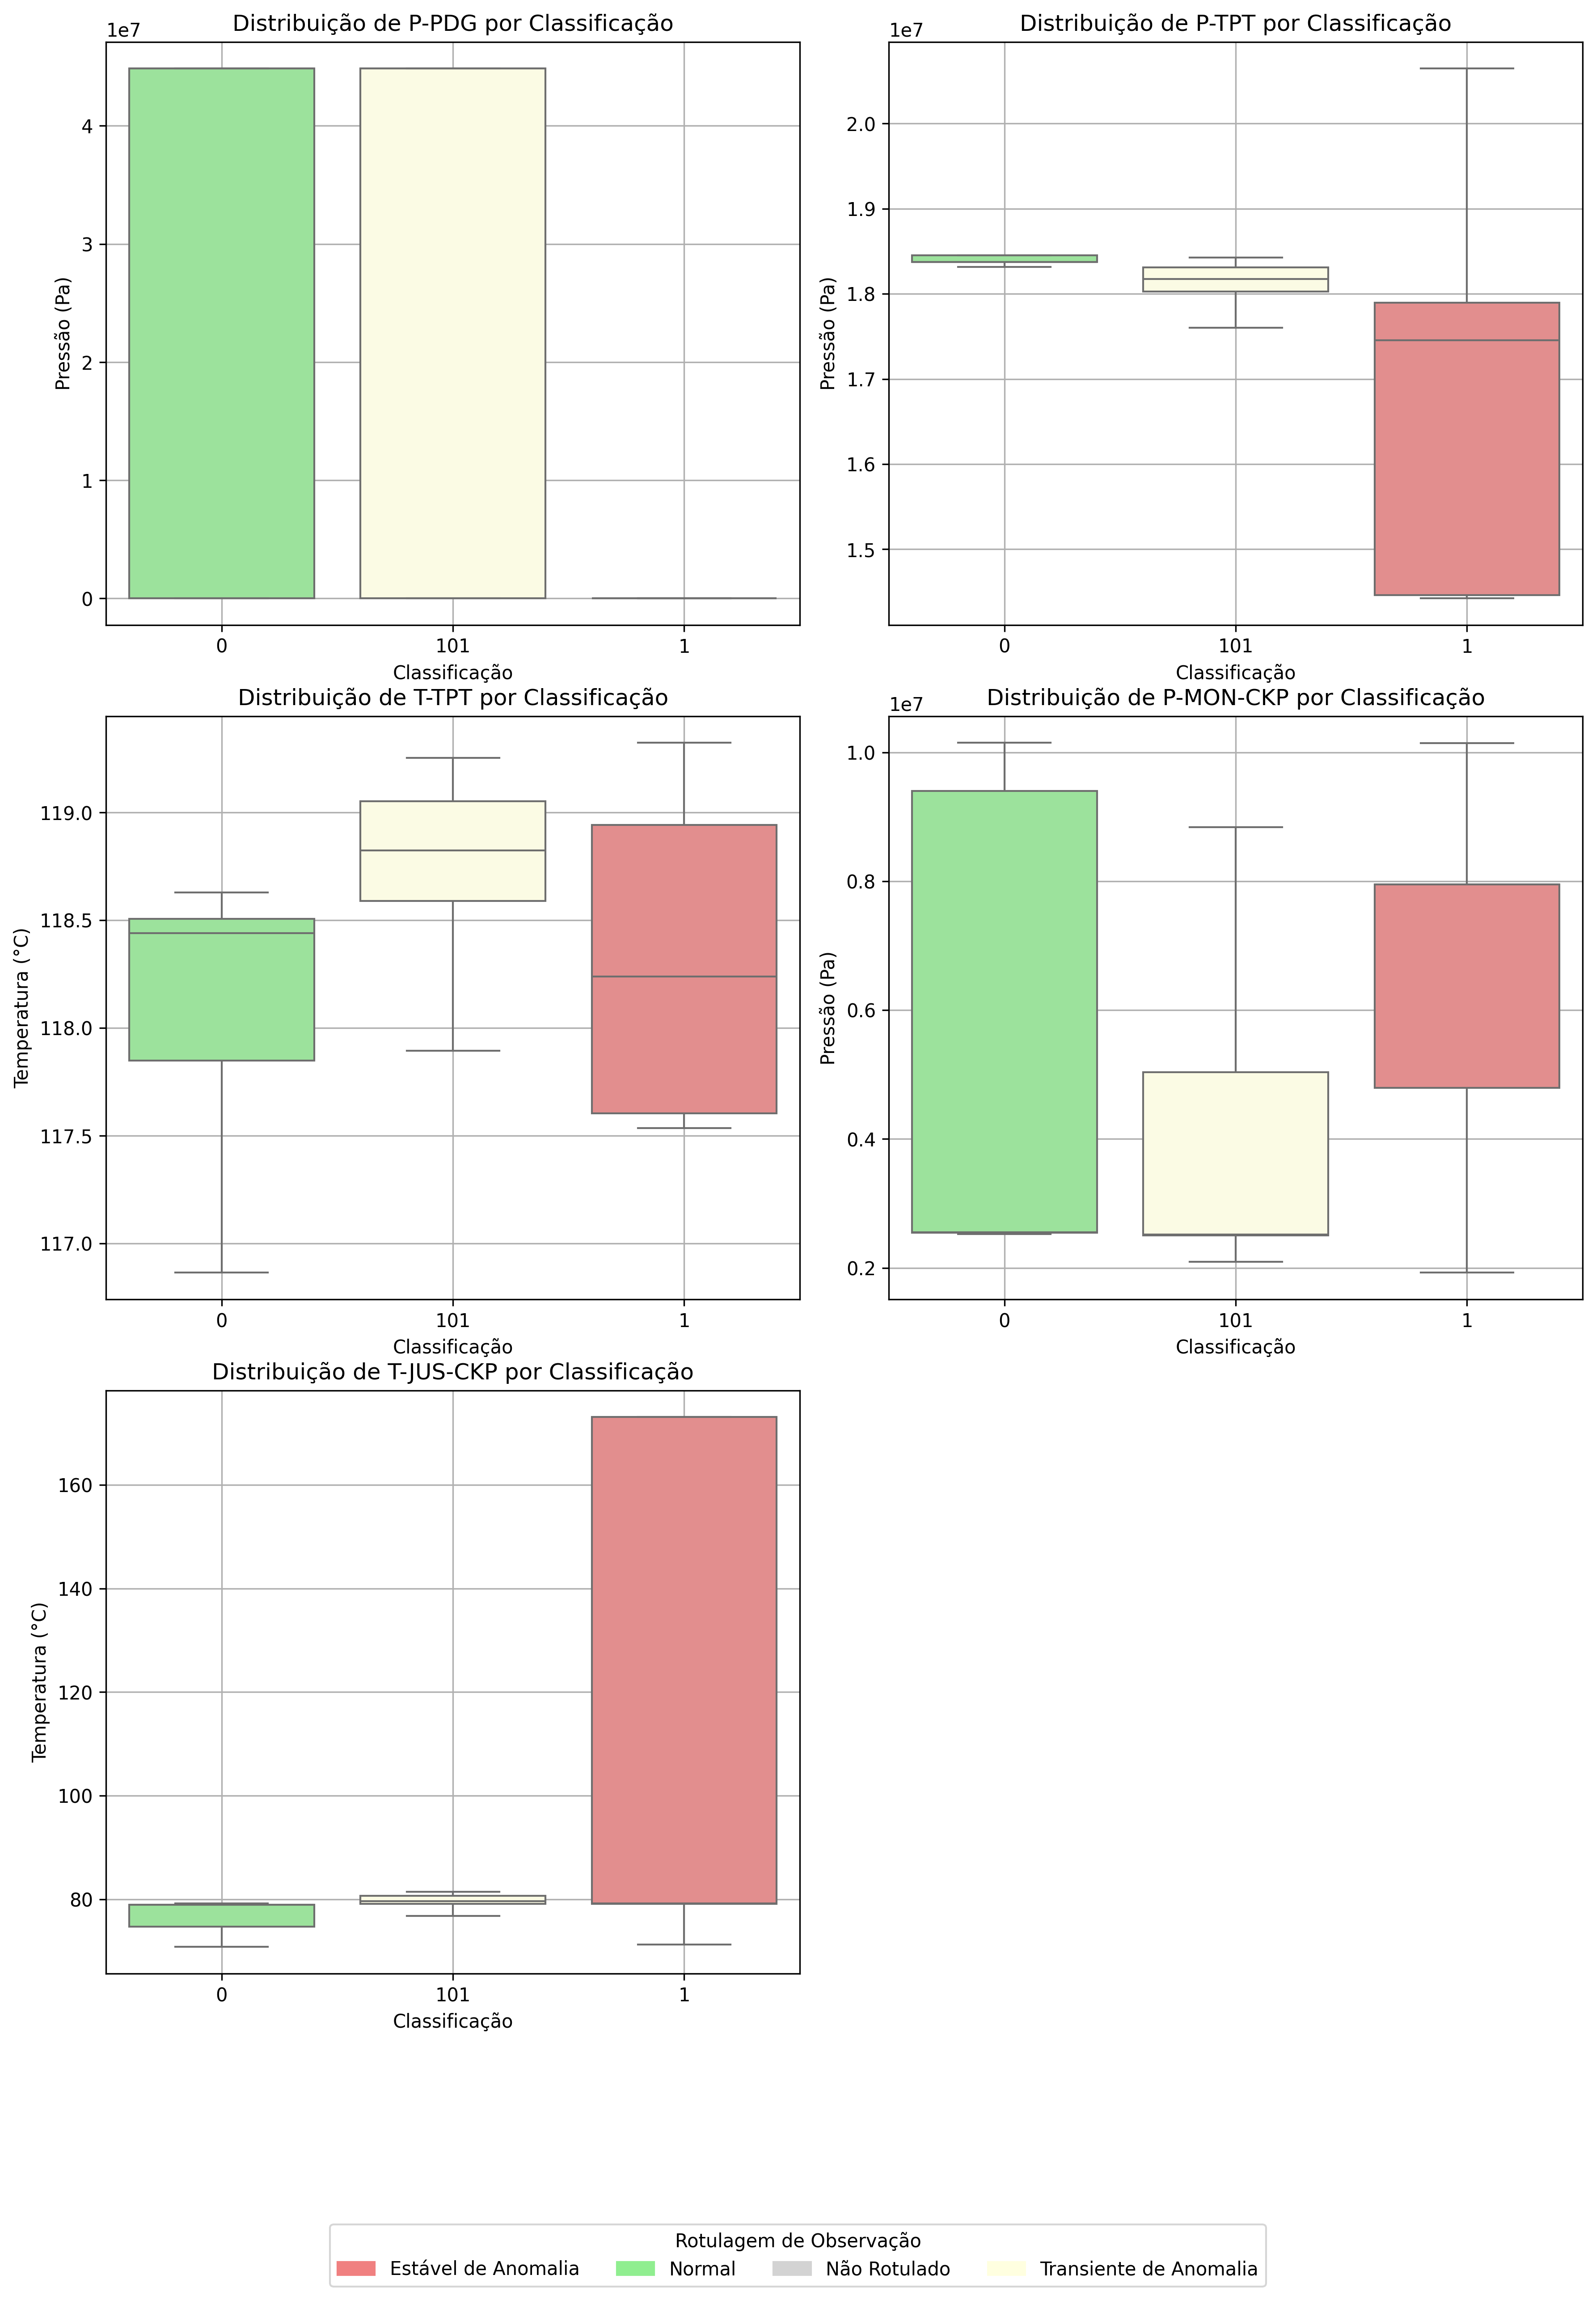 Distribuição de P-PDG por Classificação
1e7
4
3
2
1
0
Pressão (Pa)
0 101 1
Classificação
Distribuição de P-TPT por Classificação
1e7
2.0
1.9
1.8
1.7
1.6
1.5
Pressão (Pa)
0 101 1
Classificação
Distribuição de T-TPT por Classificação
119.0
118.5
118.0
117.5
117.0
Temperatura (°C)
0 101 1
Classificação
Distribuição de P-MON-CKP por Classificação
1e7
1.0
0.8
0.6
0.4
0.2
Pressão (Pa)
0 101 1
Classificação
Distribuição de T-JUS-CKP por Classificação
160
140
120
100
80
Temperatura (°C)
0 101 1
Classificação
Rotulagem de Observação
Estável de Anomalia Normal Não Rotulado Transiente de Anomalia